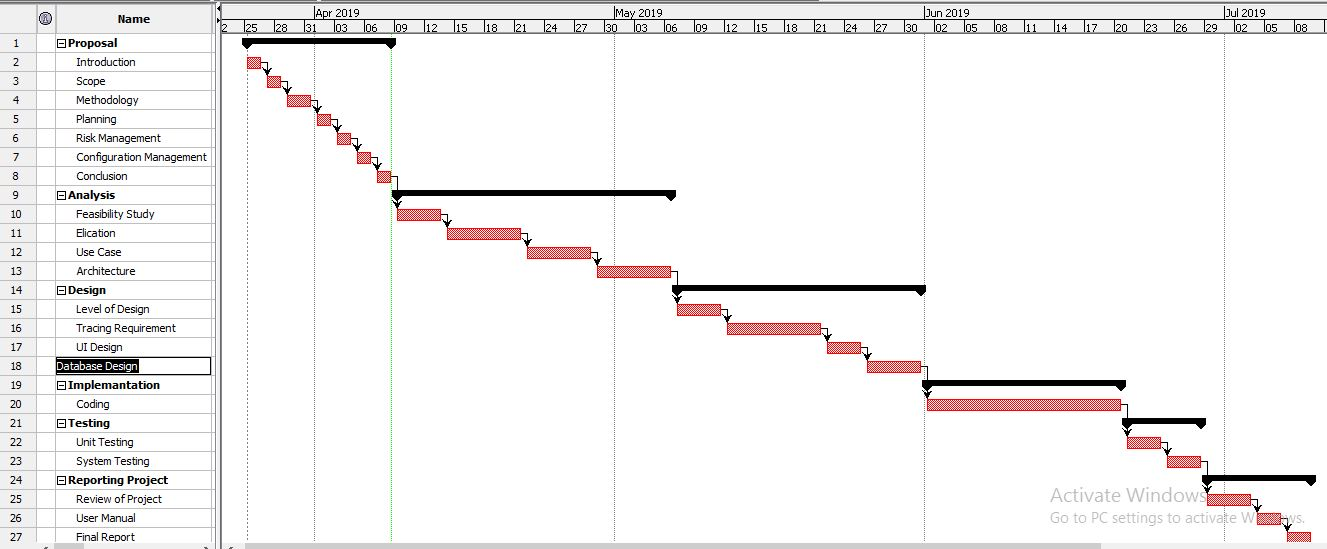 Name
Apr 2019 May 2019 Jun 2019 Jul 2019
2 25 28 31 03 06 09 12 15 18 21 24 27 30 03 06 09 12 15 18 21 24 27 30 02 05 08 11 14 17 20 23 26 29 02 05 08
1 Proposal
2 Introduction
3 Scope
4 Methodology
5 Planning
6 Risk Management
7 Configuration Management
8 Conclusion
9 Analysis
10 Feasibility Study
11 Elication
12 Use Case
13 Architecture
14 Design
15 Level of Design
16 Tracing Requirement
17 UI Design
18 Database Design
19 Implemantation
20 Coding
21 Testing
22 Unit Testing
23 System Testing
24 Reporting Project
25 Review of Project
26 User Manual
27 Final Report
Activate Windows
Go to PC settings to activate Windows.